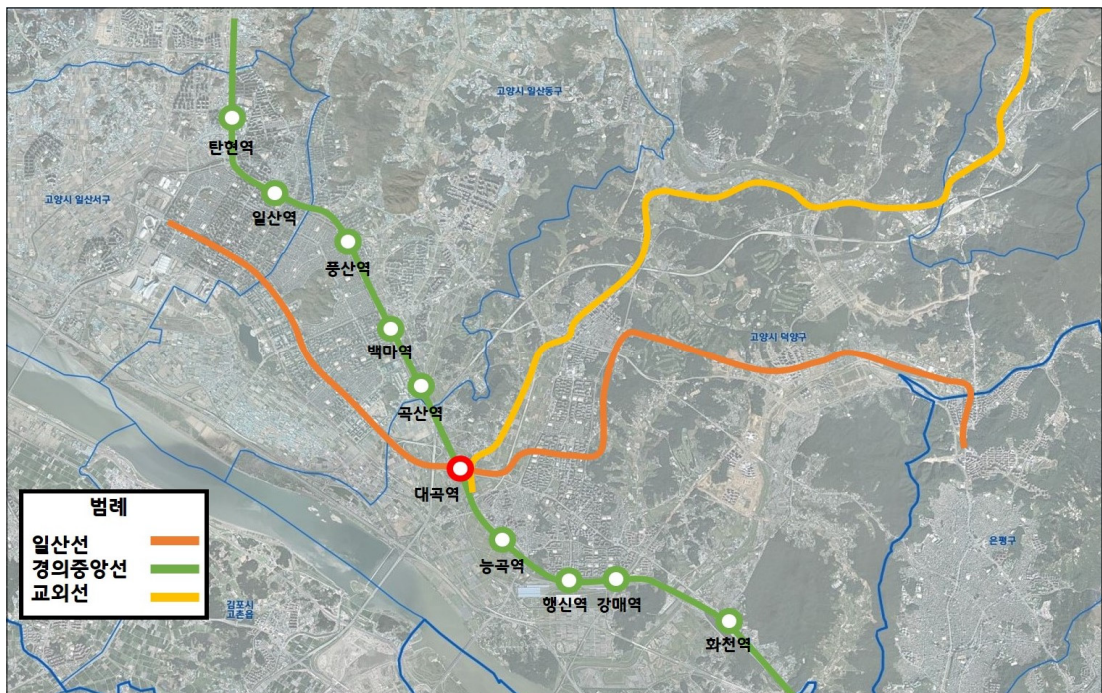 고양시 일산동구
탄현역
고양시 일산서구
일산역
풍산역
백마역
고양시 덕양구
곡산역
대곡역
범례
일산선
경의중앙선
교외선
능곡역
은평구
행신역
강매역
김포시
고촌읍
화천역